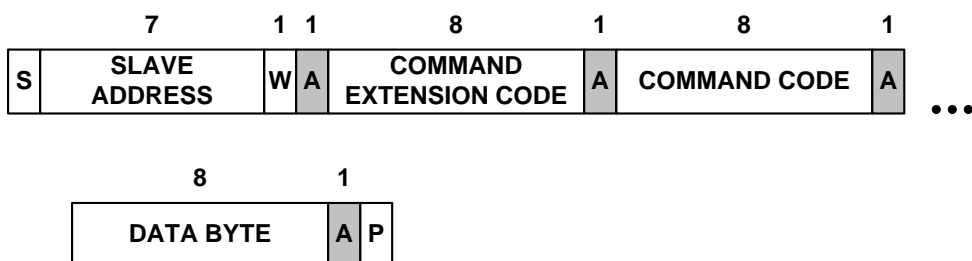 7 1 1 8 1 8 1
S SLAVE ADDRESS W A COMMAND EXTENSION CODE A COMMAND CODE A
...
8 1
DATA BYTE A P